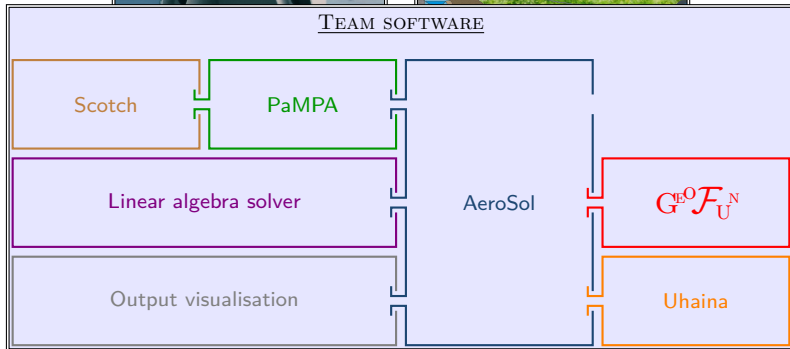 TEAM SOFTWARE
Scotch
PaMPA
Linear algebra solver
AeroSol
GEOFUN
Output visualisation
Uhaina